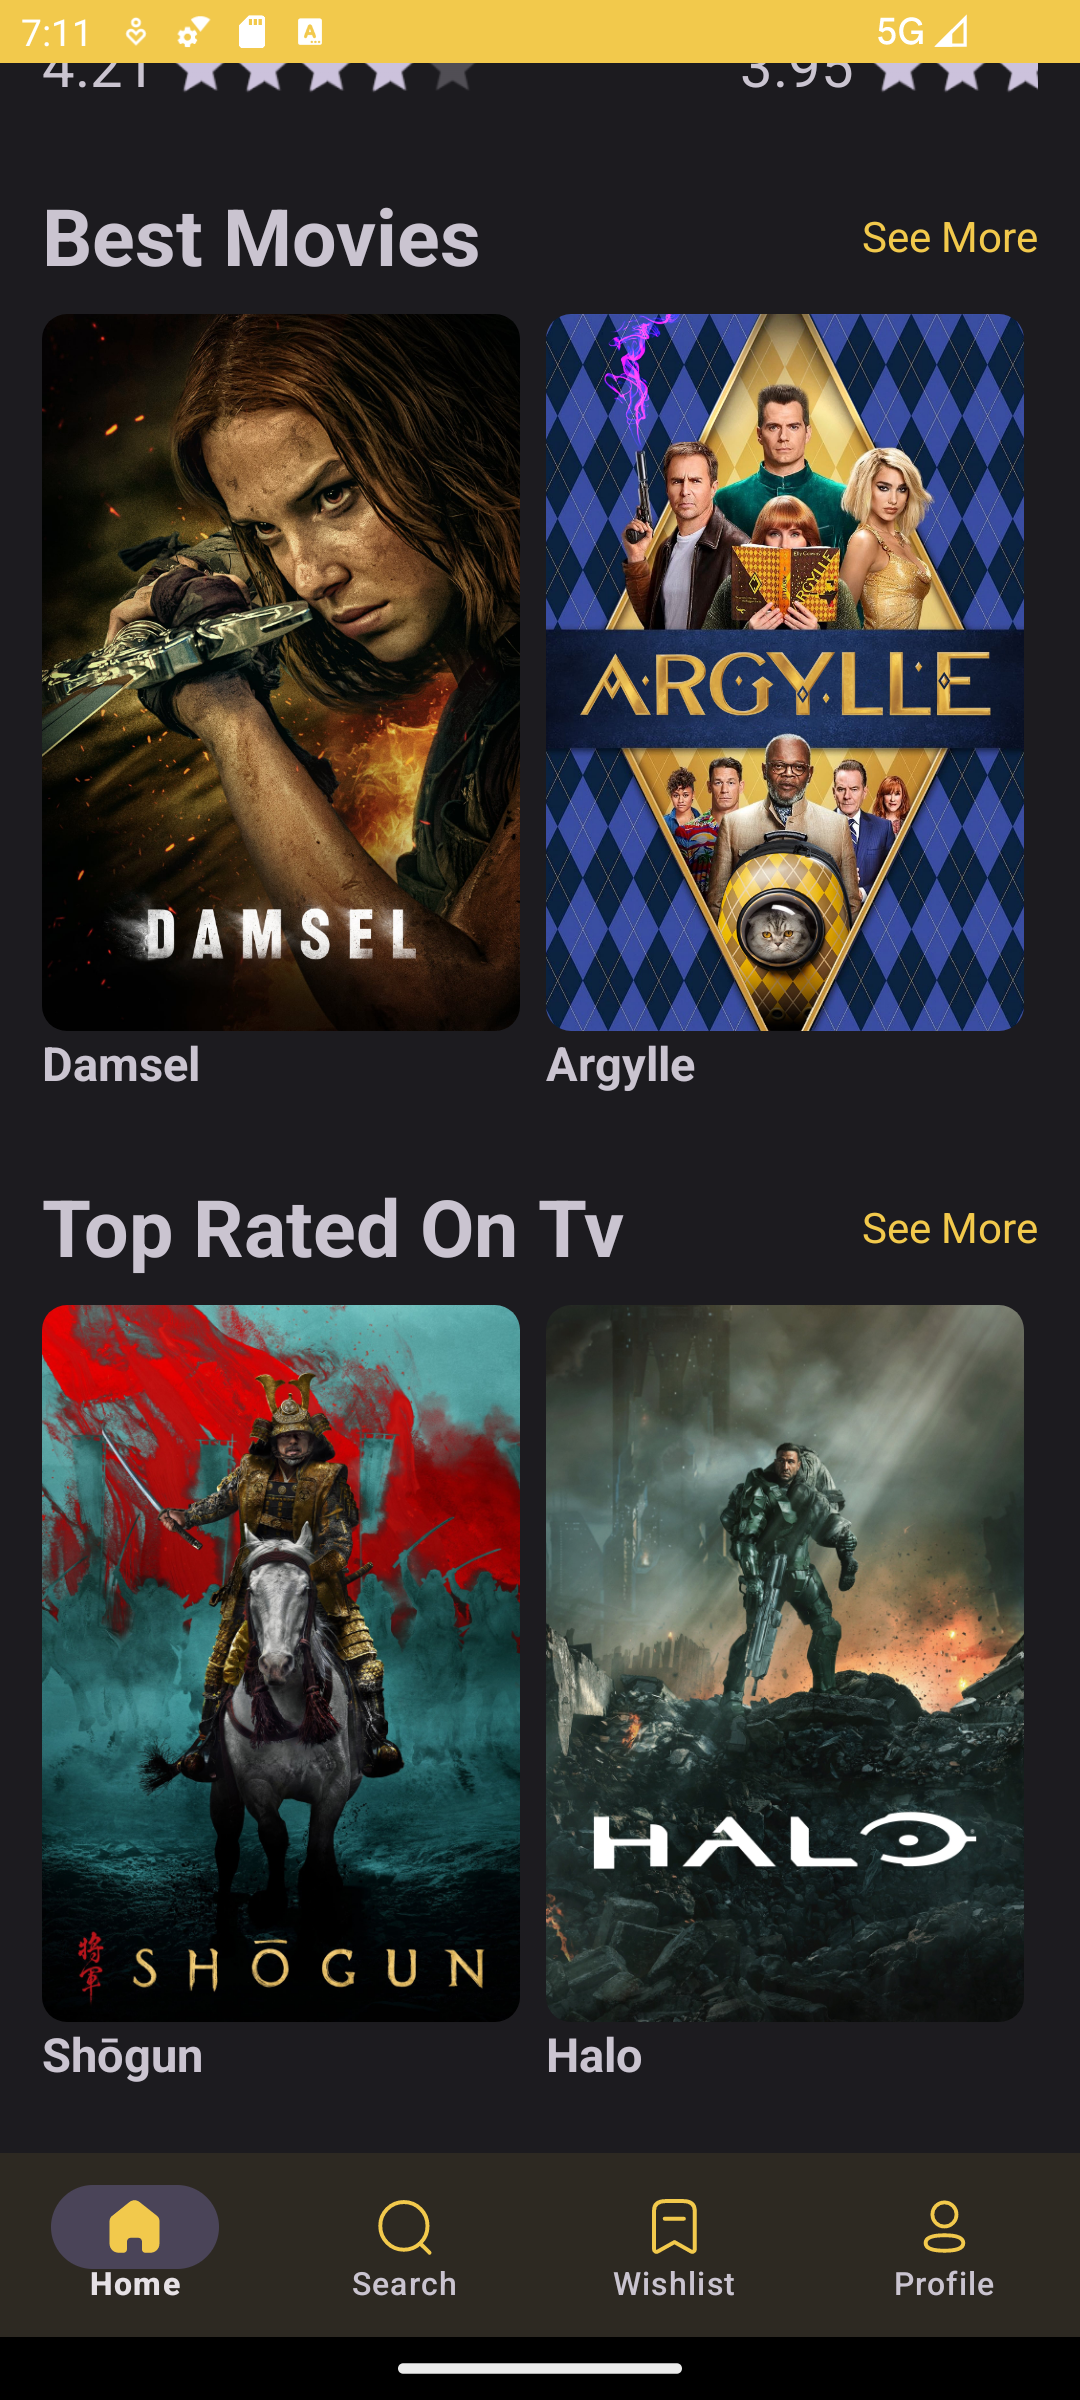 7:11
5G
4.21
3.95
Best Movies
See More
DAMSEL
ARGYLLE
Damsel
Argylle
Top Rated On Tv
See More
将軍
SHŌGUN
HALO
Shōgun
Halo
Home
Search
Wishlist
Profile